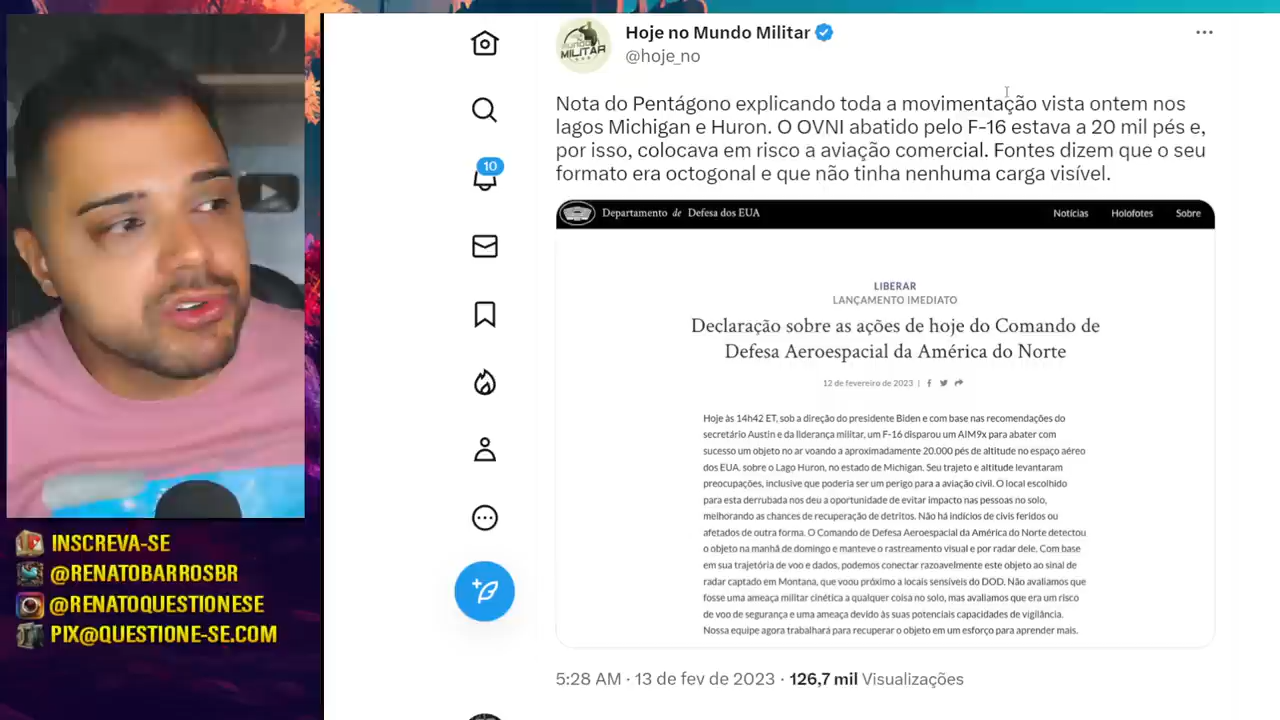 Hoje no Mundo Militar
@hoje_no
Nota do Pentágono explicando toda a movimentação vista ontem nos
lagos Michigan e Huron. O OVNI abatido pelo F-16 estava a 20 mil pés e,
por isso, colocava em risco a aviação comercial. Fontes dizem que o seu
formato era octogonal e que não tinha nenhuma carga visível.
10
Departamento de Defesa dos EUA
Notícias Holofotes Sobre
LIBERAR
LANÇAMENTO IMEDIATO
Declaração sobre as ações de hoje do Comando de
Defesa Aeroespacial da América do Norte
12 de fevereiro de 2023 |
Hoje às 14h42 ET, sob a direção do presidente Biden e com base nas recomendações do
secretário Austin e da liderança militar, um F-16 disparou um AIM9x para abater com
sucesso um objeto no ar voando a aproximadamente 20.000 pés de altitude no espaço aéreo
dos EUA. sobre o Lago Huron, no estado de Michigan. Seu trajeto e altitude levantaram
preocupações, inclusive que poderia ser um perigo para a aviação civil. O local escolhido
para esta derrubada nos deu a oportunidade de evitar impacto nas pessoas no solo,
melhorando as chances de recuperação de detritos. Não há indícios de civis feridos ou
afetados de outra forma. O Comando de Defesa Aeroespacial da América do Norte detectou
o objeto na manhã de domingo e manteve o rastreamento visual e por radar dele. Com base
em sua trajetória de voo e dados, podemos conectar razoavelmente este objeto ao sinal de
radar captado em Montana, que voou próximo a locais sensíveis do DOD. Não avaliamos que
fosse uma ameaça militar cinética a qualquer coisa no solo, mas avaliamos que era um risco
de voo de segurança e uma ameaça devido às suas potenciais capacidades de vigilância.
Nossa equipe agora trabalhará para recuperar o objeto em um esforço para aprender mais.
5:28 AM · 13 de fev de 2023 · 126,7 mil Visualizações
INSCREVA-SE
@RENATOBARROSBR
@RENATOQUESTIONESE
PIX@QUESTIONE-SE.COM